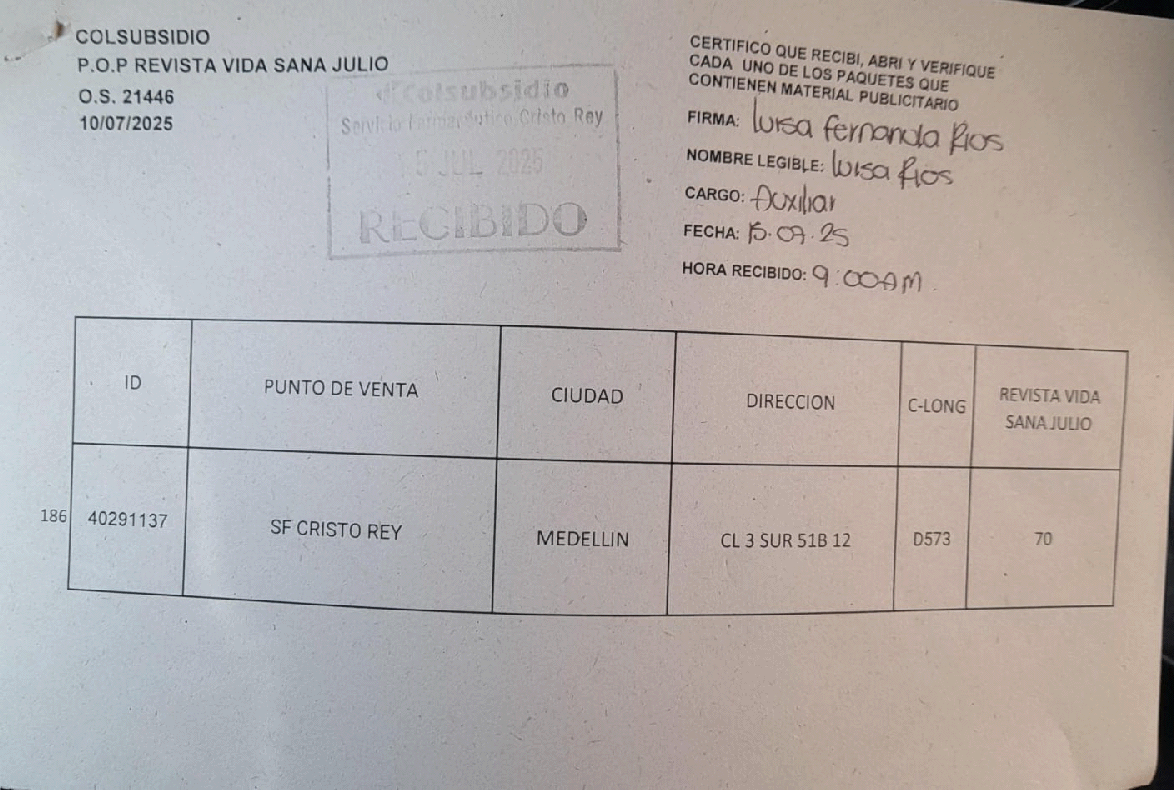 COLSUBSIDIO
P.O.P REVISTA VIDA SANA JULIO
O.S. 21446
10/07/2025
Colsubsidio
Servicio Farmacéutico Cristo Rey
5 JUL 2025
RECIBIDO
CERTIFICO QUE RECIBI, ABRI Y VERIFIQUE
CADA UNO DE LOS PAQUETES QUE
CONTIENEN MATERIAL PUBLICITARIO
FIRMA: Luisa fernanda Rios
NOMBRE LEGIBLE: Luisa Rios
CARGO: Auxiliar
FECHA: 15.07.25
HORA RECIBIDO: 9:00AM
ID PUNTO DE VENTA CIUDAD DIRECCION C-LONG REVISTA VIDA
SANA JULIO
186 40291137 SF CRISTO REY MEDELLIN CL 3 SUR 51B 12 D573 70